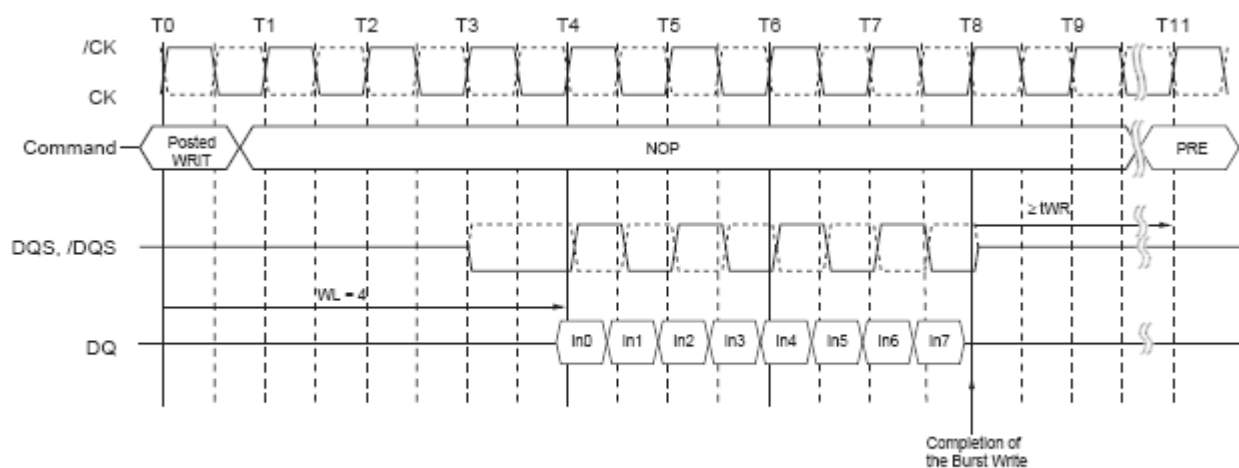 T0 T1 T2 T3 T4 T5 T6 T7 T8 T9 T11
/CK
CK
Command
Posted
WRIT
NOP
PRE
≥ tWR
DQS, /DQS
WL = 4
DQ
In0 In1 In2 In3 In4 In5 In6 In7
Completion of
the Burst Write